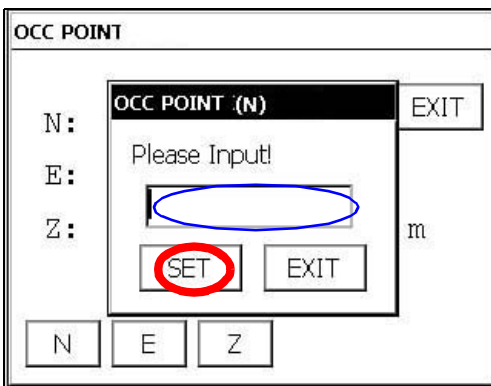 OCC POINT
OCC POINT (N)
EXIT
N:
Please Input!
E:
Z:
m
SET EXIT
N E Z